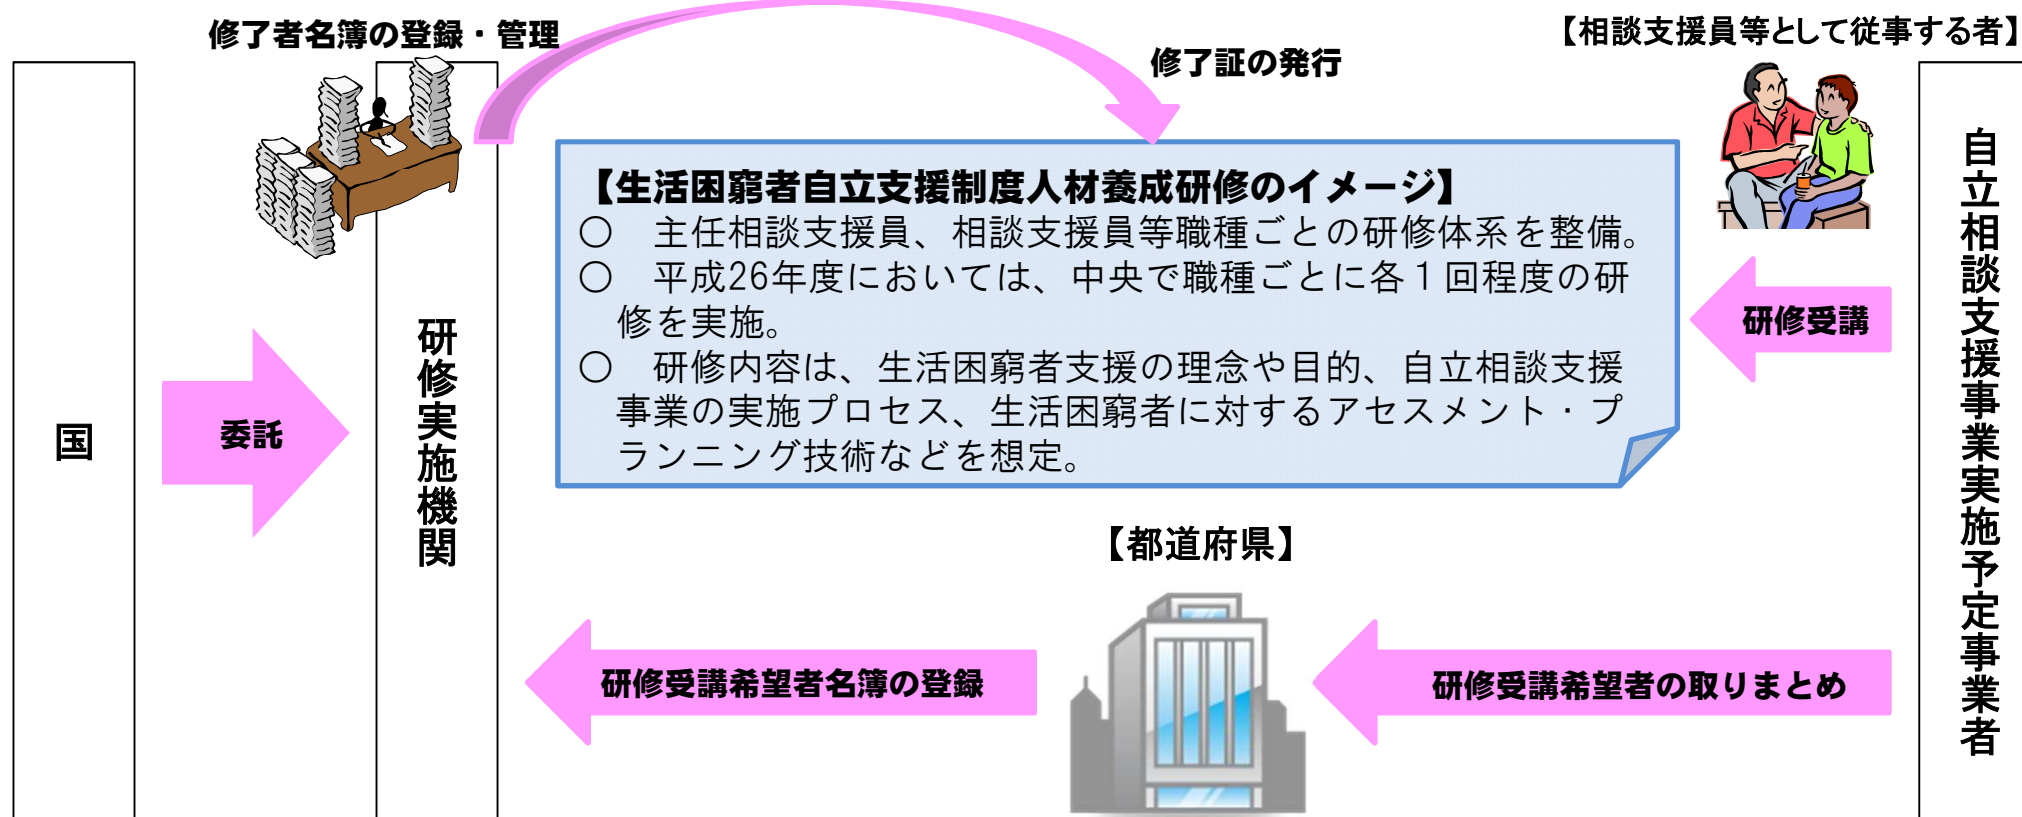 修了者名簿の登録・管理
修了証の発行
【相談支援員等として従事する者】
国
委託
研修実施機関
【生活困窮者自立支援制度人材養成研修のイメージ】
○　主任相談支援員、相談支援員等職種ごとの研修体系を整備。
○　平成26年度においては、中央で職種ごとに各１回程度の研
修を実施。
○　研修内容は、生活困窮者支援の理念や目的、自立相談支援
事業の実施プロセス、生活困窮者に対するアセスメント・プ
ランニング技術などを想定。
研修受講
自立相談支援事業実施予定事業者
【都道府県】
研修受講希望者名簿の登録
研修受講希望者の取りまとめ